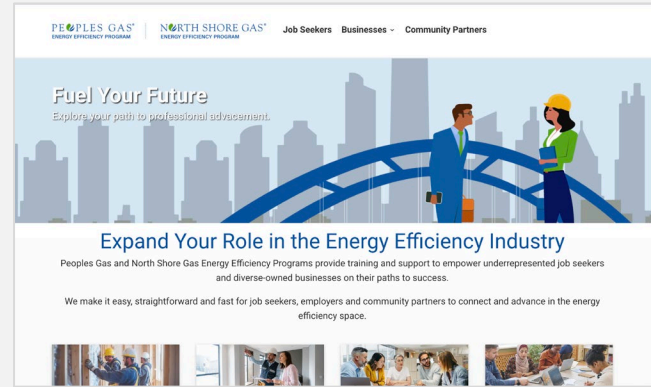 PEOPLES GAS®
ENERGY EFFICIENCY PROGRAM
NORTH SHORE GAS®
ENERGY EFFICIENCY PROGRAM
Job Seekers Businesses Community Partners
Fuel Your Future
Explore your path to professional advacement.
Expand Your Role in the Energy Efficiency Industry
Peoples Gas and North Shore Gas Energy Efficiency Programs provide training and support to empower underrepresented job seekers
and diverse-owned businesses on their paths to success.
We make it easy, straightforward and fast for job seekers, employers and community partners to connect and advance in the energy
efficiency space.